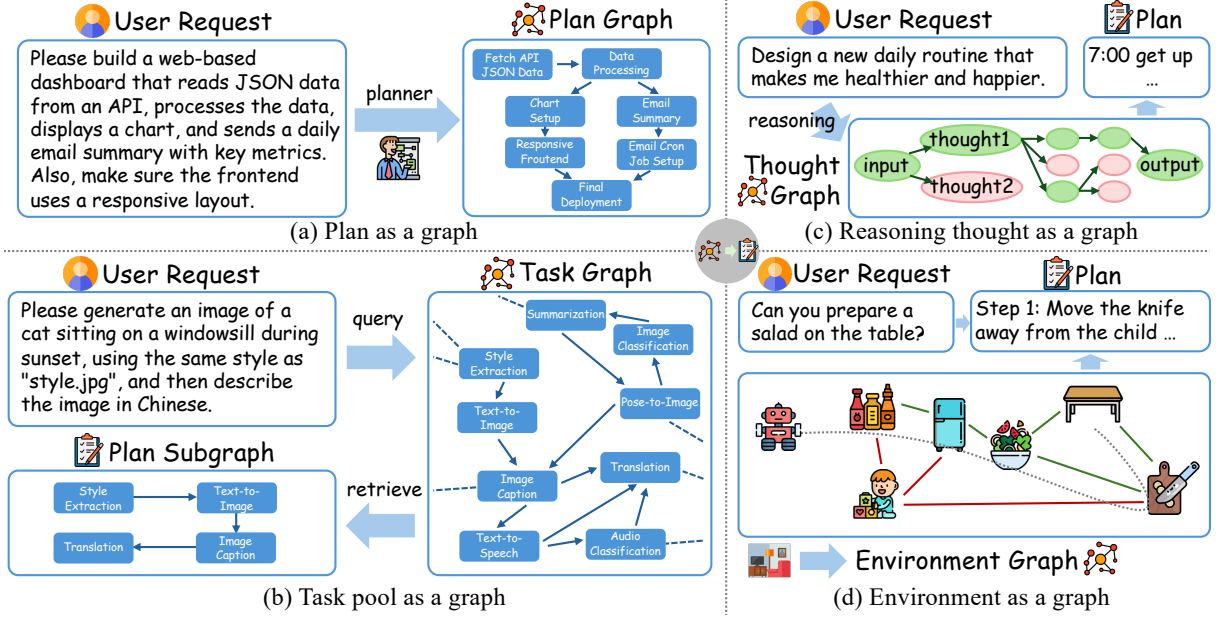 User Request
Please build a web-based
dashboard that reads JSON data
from an API, processes the data,
displays a chart, and sends a daily
email summary with key metrics.
Also, make sure the frontend
uses a responsive layout.
planner
Plan Graph
Fetch API
JSON Data
Data
Processing
Chart
Setup
Email
Summary
Responsive
Froutend
Email Cron
Job Setup
Final
Deployment
(a) Plan as a graph
User Request
Design a new daily routine that
makes me healthier and happier.
Plan
7:00 get up
...
reasoning
Thought
Graph
input
thought1
thought2
output
(c) Reasoning thought as a graph
User Request
Please generate an image of a
cat sitting on a windowsill during
sunset, using the same style as
"style.jpg", and then describe
the image in Chinese.
query
Task Graph
Summarization
Image
Classification
Style
Extraction
Pose-to-Image
Text-to-
Image
Image
Caption
Translation
Text-to-
Speech
Audio
Classification
retrieve
Plan Subgraph
Style
Extraction
Text-to-
Image
Translation
Image
Caption
(b) Task pool as a graph
User Request
Can you prepare a
salad on the table?
Plan
Step 1: Move the knife
away from the child ...
Environment Graph
(d) Environment as a graph